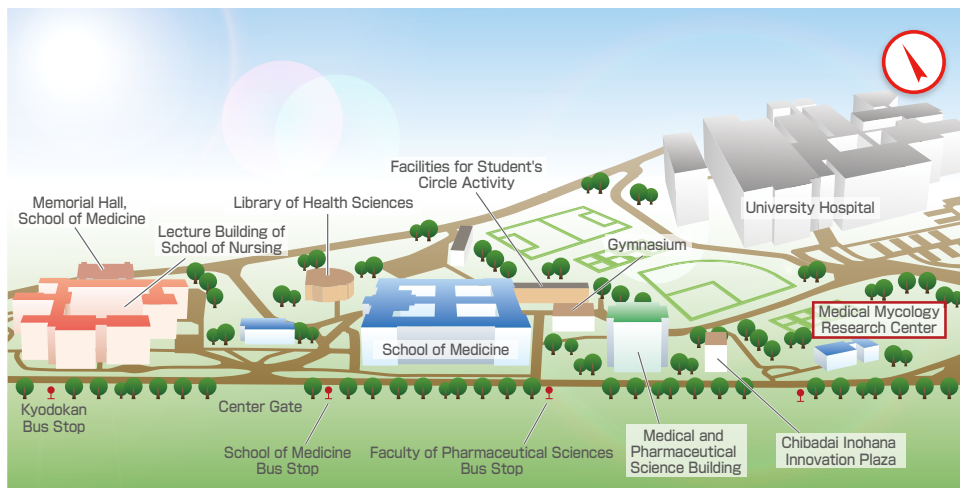 Facilities for Student's
Circle Activity
Memorial Hall,
School of Medicine
Library of Health Sciences
University Hospital
Lecture Building of
School of Nursing
Gymnasium
Medical Mycology
Research Center
School of Medicine
Kyodokan
Bus Stop
Center Gate
School of Medicine
Bus Stop
Faculty of Pharmaceutical Sciences
Bus Stop
Medical and
Pharmaceutical
Science Building
Chibadai Inohana
Innovation Plaza